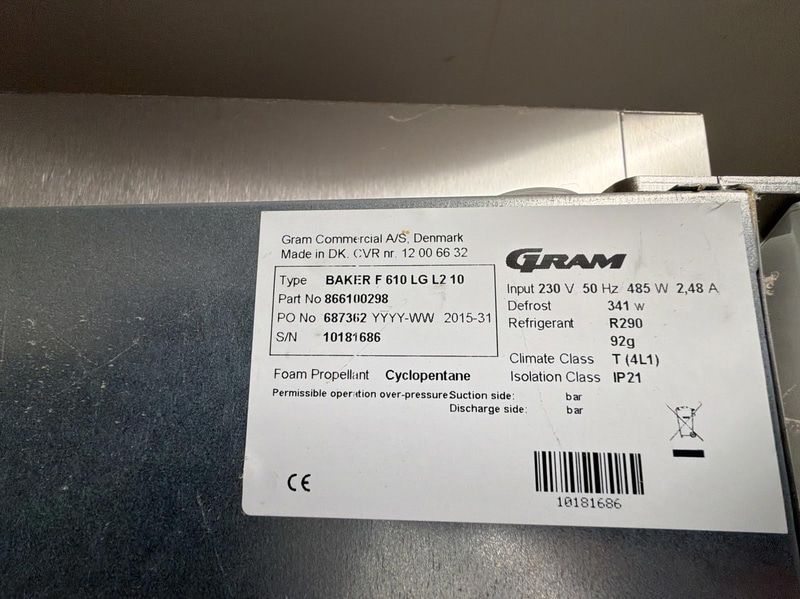 Gram Commercial A/S, Denmark
Made in DK. CVR nr. 12 00 66 32
GRAM
Type BAKER F 610 LG L2 10
Part No 866100298
PO No 687362 YYYY-WW 2015-31
S/N 10181686
Input 230 V 50 Hz 485 W 2,48 A
Defrost 341 w
Refrigerant R290
92g
Climate Class T (4L1)
Isolation Class IP21
Foam Propellant Cyclopentane
Permissible operation over-pressure Suction side: bar
Discharge side: bar
CE
10181686